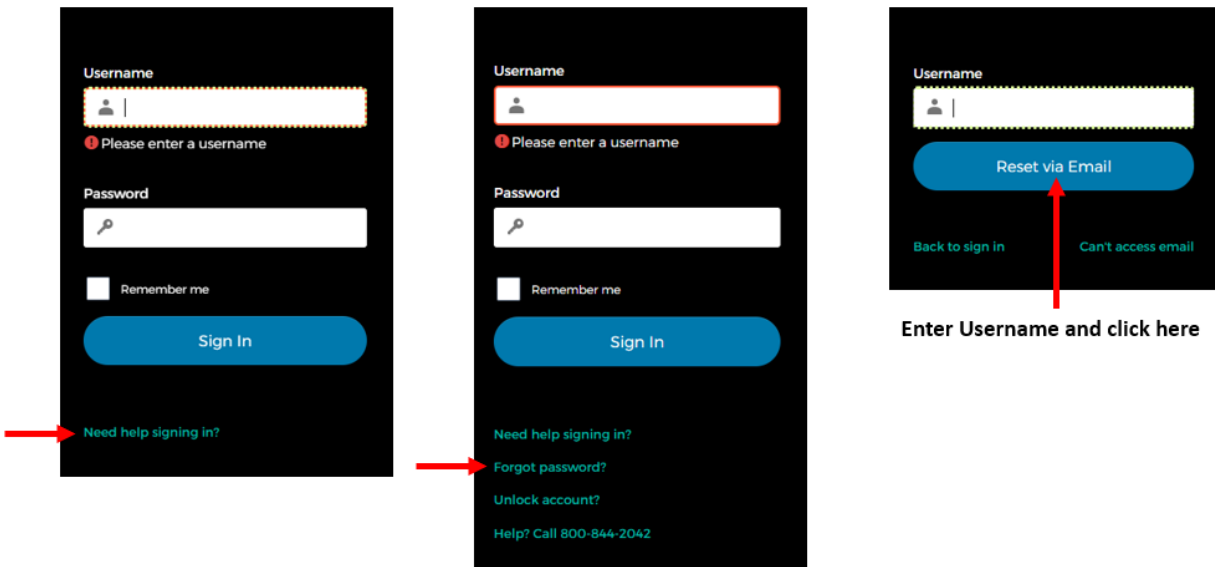 Username
Please enter a username
Password
Remember me
Sign In
Need help signing in?
Username
Please enter a username
Password
Remember me
Sign In
Need help signing in?
Forgot password?
Unlock account?
Help? Call 800-844-2042
Username
Reset via Email
Back to sign in
Can't access email
Enter Username and click here